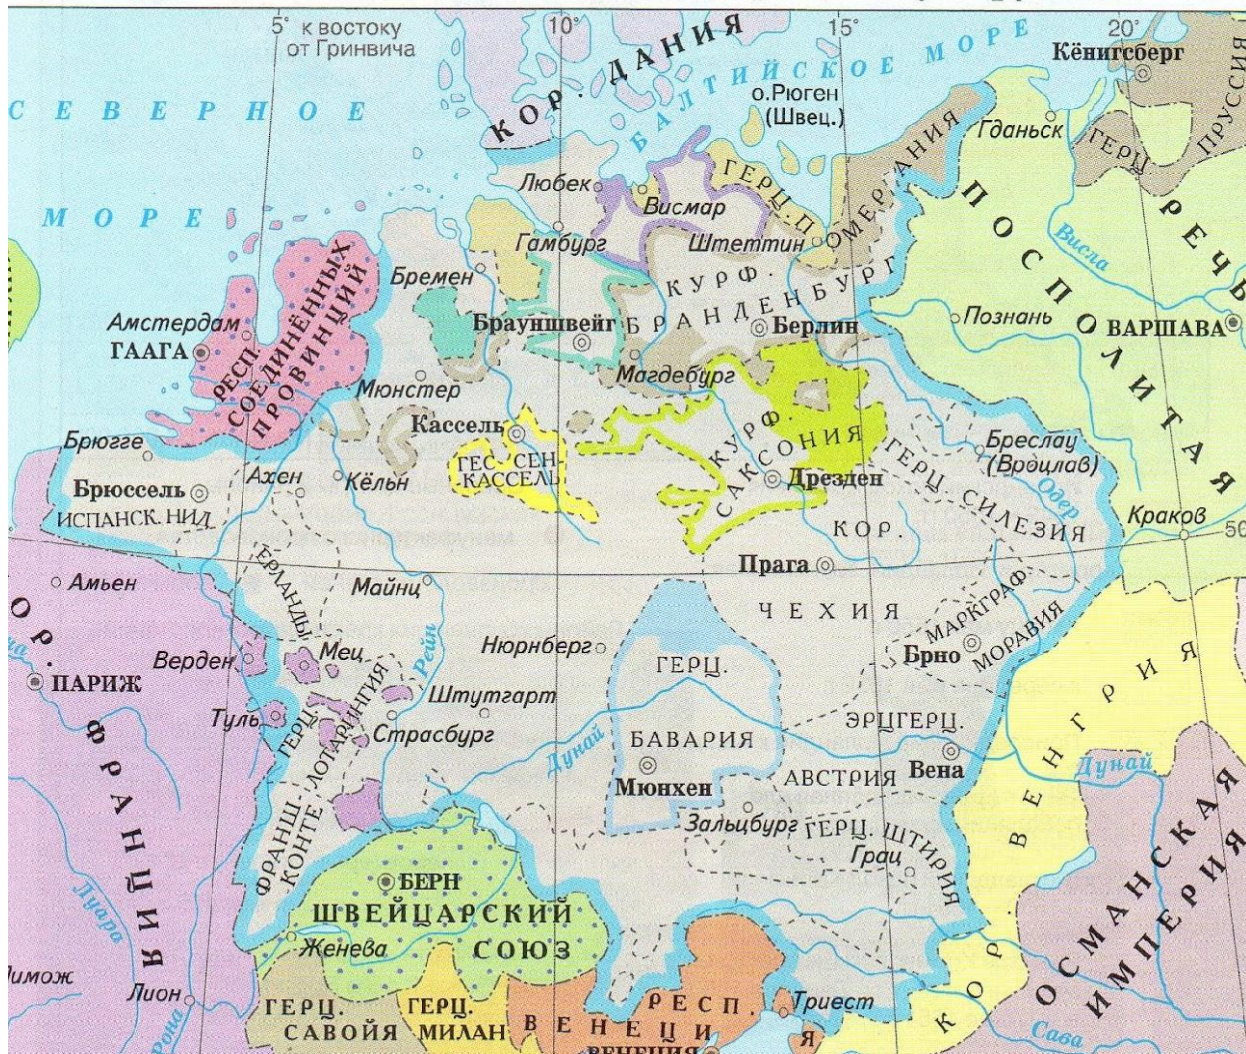 5°
к востоку
от Гринвича
10°
15°
20°
КОР. ДАНИЯ
БАЛТИЙСКОЕ МОРЕ
Кёнигсберг
СЕВЕРНОЕ
МОРЕ
о.Рюген
(Швец.)
Гданьск
ГЕРЦ. ПРУССИЯ
Любек
Висмар
ГЕРЦ. ПОМЕРАНИЯ
Гамбург
Штеттин
Бремен
РЕЧЬ
ПОСПОЛИТАЯ
Висла
КУРФ.
БРАНДЕНБУРГ
Амстердам
ГААГА
РЕСП.
СОЕДИНЁННЫХ
ПРОВИНЦИЙ
Брауншвейг
Берлин
Познань
ВАРШАВА
Мюнстер
Магдебург
Кассель
ГЕССЕН-
КАССЕЛЬ
КУРФ.
САКСОНИЯ
Дрезден
Брюгге
Брюссель
ИСПАНСК. НИДЕРЛАНДЫ
Ахен
Кёльн
Бреслау
(Вроцлав)
ГЕРЦ. СИЛЕЗИЯ
Одер
Краков
50
КОР.
ЧЕХИЯ
Прага
Амьен
Майнц
МАРКГРАФ.
МОРАВИЯ
Брно
Верден
Мец
Рейн
Нюрнберг
ГЕРЦ.
БАВАРИЯ
Мюнхен
ПАРИЖ
Туль
ГЕРЦ. ЛОТАРИНГИЯ
Штутгарт
Страсбург
Дунай
ЭРЦГЕРЦ.
АВСТРИЯ
Вена
Дунай
ОР. ФРАНЦИЯ
Зальцбург
ГЕРЦ. ШТИРИЯ
Грац
КОР. ВЕНГРИЯ
ОСМАНСКАЯ
ИМПЕРИЯ
ФРАНШ-
КОНТЕ
БЕРН
ШВЕЙЦАРСКИЙ
СОЮЗ
Женева
Луара
Лион
Рона
ГЕРЦ.
САВОЙЯ
ГЕРЦ.
МИЛАН
РЕСП.
ВЕНЕЦИЯ
ВЕНЕЦИЯ
Триест
Сава